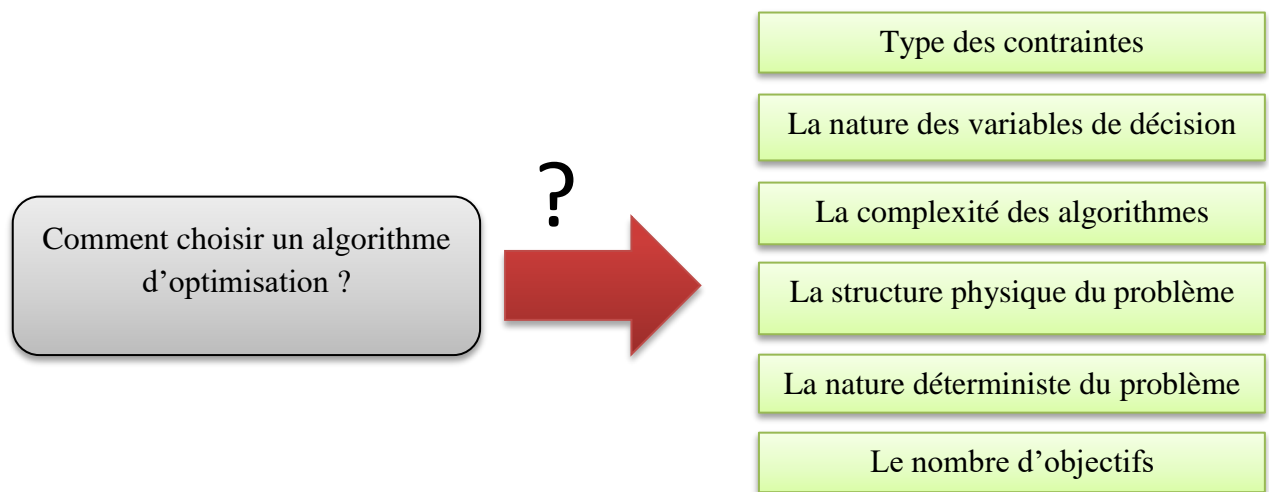 Comment choisir un algorithme
d’optimisation ?
?
Type des contraintes
La nature des variables de décision
La complexité des algorithmes
La structure physique du problème
La nature déterministe du problème
Le nombre d’objectifs